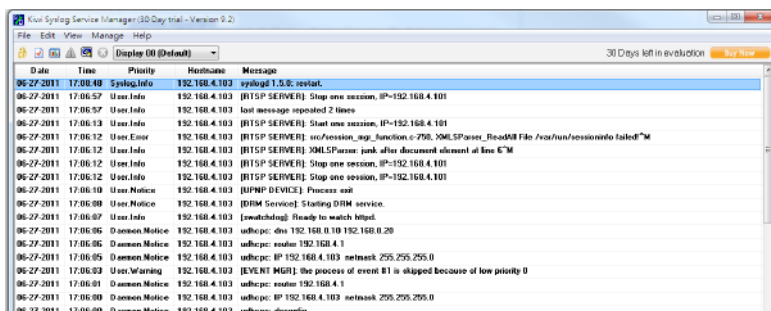 Kiwi Syslog Service Manager (30 Day trial - Version 9.2)
File Edit View Manage Help
Display 00 (Default)
30 Days left in evaluation
Buy Now
Date Time Priority Hostname Message
06-27-2011 17:08:48 Syslog.Info 192.168.4.103 syslogd 1.5.0: restart.
06-27-2011 17:06:57 User.Info 192.168.4.103 [RTSP SERVER]: Stop one session, IP=192.168.4.101
06-27-2011 17:06:57 User.Info 192.168.4.103 last message repeated 2 times
06-27-2011 17:06:13 User.Info 192.168.4.103 [RTSP SERVER]: Start one session, IP=192.168.4.101
06-27-2011 17:06:12 User.Error 192.168.4.103 [RTSP SERVER]: src/session_mgr_function.c-750, XMLSParser_ReadAll File /var/run/sessioninfo failed!^M
06-27-2011 17:06:12 User.Info 192.168.4.103 [RTSP SERVER]: XMLSParser: junk after document element at line 6^M
06-27-2011 17:06:12 User.Info 192.168.4.103 [RTSP SERVER]: Stop one session, IP=192.168.4.101
06-27-2011 17:06:12 User.Info 192.168.4.103 [RTSP SERVER]: Stop one session, IP=192.168.4.101
06-27-2011 17:06:10 User.Notice 192.168.4.103 [UPNP DEVICE]: Process exit
06-27-2011 17:06:08 User.Notice 192.168.4.103 [DRM Service]: Starting DRM service.
06-27-2011 17:06:07 User.Info 192.168.4.103 [swatchdog]: Ready to watch httpd.
06-27-2011 17:06:06 Daemon.Notice 192.168.4.103 udhcpc: dns 192.168.0.10 192.168.0.20
06-27-2011 17:06:06 Daemon.Notice 192.168.4.103 udhcpc: router 192.168.4.1
06-27-2011 17:06:05 Daemon.Notice 192.168.4.103 udhcpc: IP 192.168.4.103 netmask 255.255.255.0
06-27-2011 17:06:03 User.Warning 192.168.4.103 [EVENT MGR]: the process of event #1 is skipped because of low priority 0
06-27-2011 17:06:01 Daemon.Notice 192.168.4.103 udhcpc: router 192.168.4.1
06-27-2011 17:06:00 Daemon.Notice 192.168.4.103 udhcpc: IP 192.168.4.103 netmask 255.255.255.0